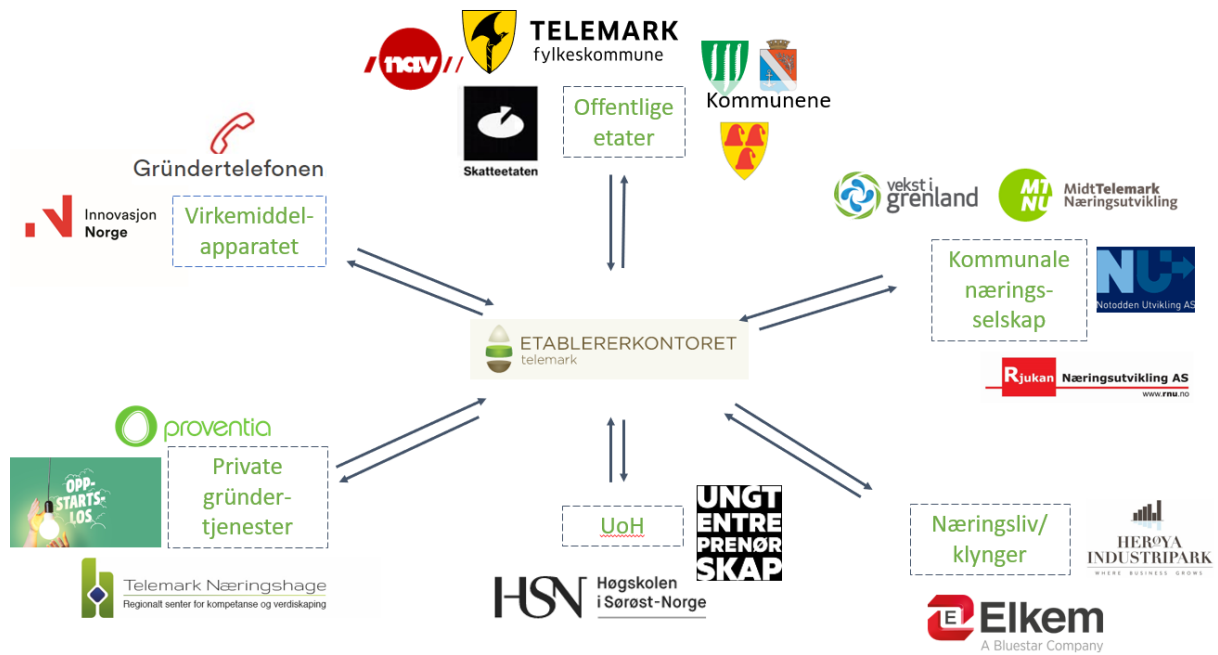 nav
TELEMARK
fylkeskommune
Skatteetaten
Offentlige
etater
Kommunene
Gründertelefonen
Innovasjon
Norge
Virkemiddel-
apparatet
vekst i
grenland
MT
NU
MidtTelemark
Næringsutvikling
Kommunale
nærings-
selskap
NU
Notodden Utvikling AS
Rjukan Næringsutvikling AS
www.rnu.no
ETABLERERKONTORET
telemark
proventia
OPP-
STARTS-
LOS
Private
gründer-
tjenester
Telemark Næringshage
Regionalt senter for kompetanse og verdiskaping
UoH
UNGT
ENTRE
PRENØR
SKAP
HSN
Høgskolen
i Sørøst-Norge
Næringsliv/
klynger
HERØYA
INDUSTRIPARK
WHERE BUSINESS GROWS
E
Elkem
A Bluestar Company